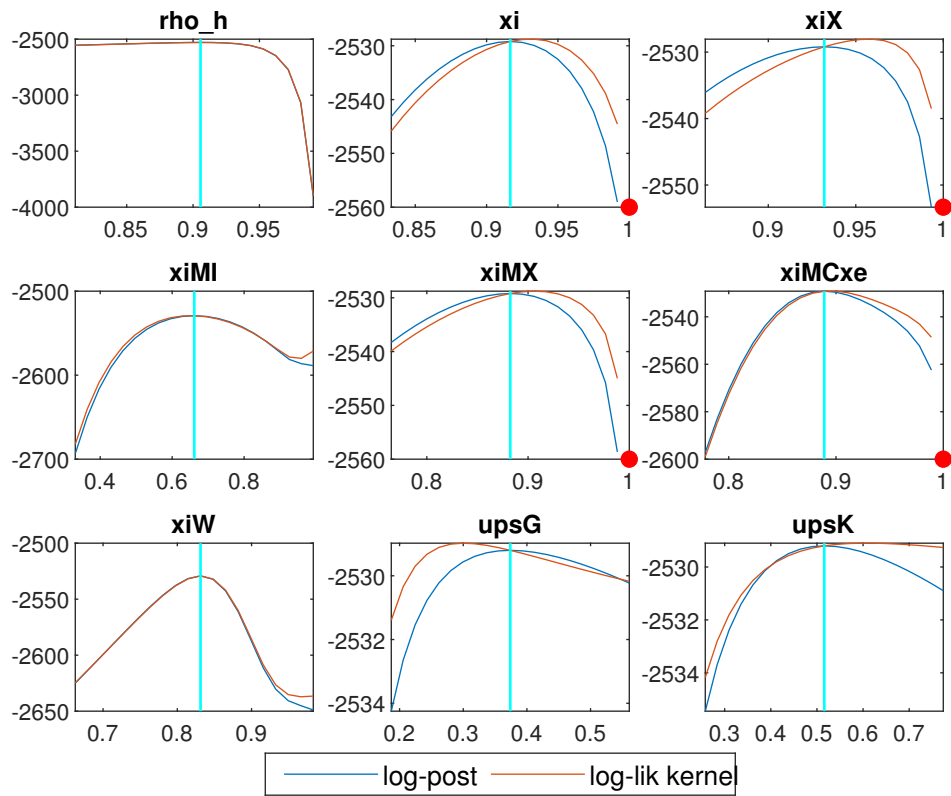 rho_h
xi
xiX
-2500
-3000
-3500
-4000
0.85 0.9 0.95
-2530
-2540
-2550
-2560
0.85 0.9 0.95 1
-2530
-2540
-2550
0.9 0.95 1
xiMI
xiMX
xiMCxe
-2500
-2600
-2700
0.4 0.6 0.8
-2530
-2540
-2550
-2560
0.8 0.9 1
-2540
-2560
-2580
-2600
0.8 0.9 1
xiW
upsG
upsK
-2500
-2550
-2600
-2650
0.7 0.8 0.9
-2530
-2532
-2534
0.2 0.3 0.4 0.5
-2530
-2532
-2534
0.3 0.4 0.5 0.6 0.7
log-post log-lik kernel